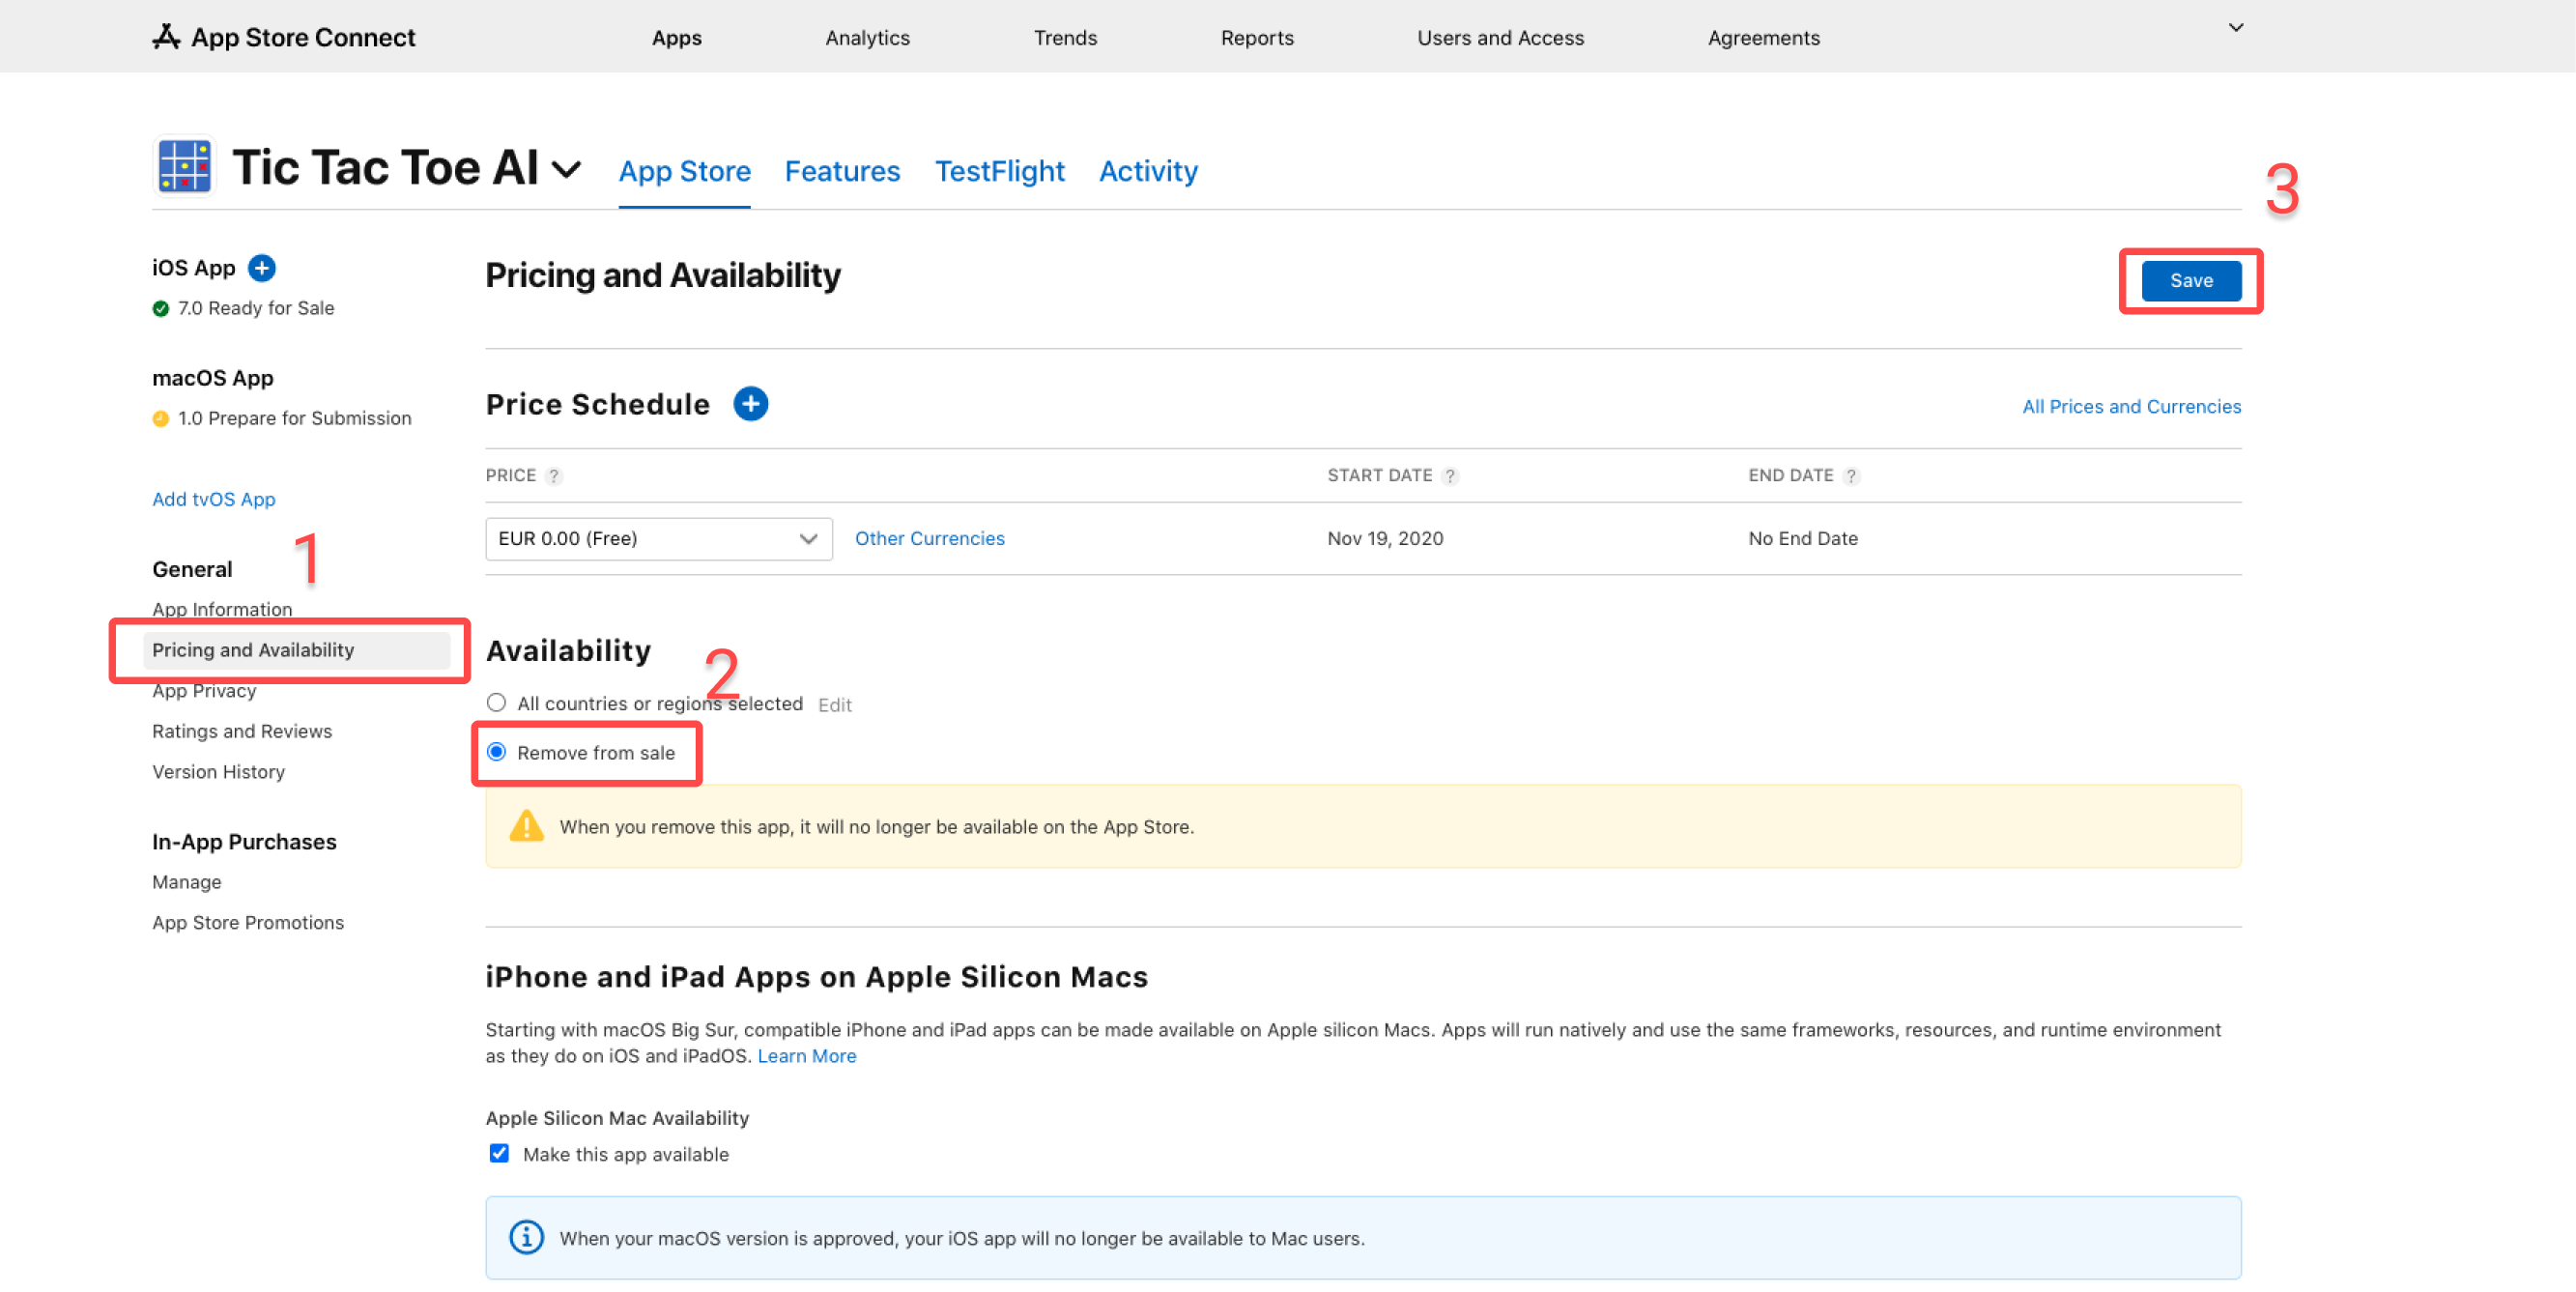 App Store Connect
Apps
Analytics
Trends
Reports
Users and Access
Agreements
Tic Tac Toe AI
App Store
Features
TestFlight
Activity
3
iOS App
7.0 Ready for Sale
macOS App
1.0 Prepare for Submission
Add tvOS App
1
General
App Information
Pricing and Availability
App Privacy
Ratings and Reviews
Version History
In-App Purchases
Manage
App Store Promotions
Pricing and Availability
Save
Price Schedule
All Prices and Currencies
PRICE ?
START DATE ?
END DATE ?
EUR 0.00 (Free)
Other Currencies
Nov 19, 2020
No End Date
Availability
2
All countries or regions selected
Edit
Remove from sale
When you remove this app, it will no longer be available on the App Store.
iPhone and iPad Apps on Apple Silicon Macs
Starting with macOS Big Sur, compatible iPhone and iPad apps can be made available on Apple silicon Macs. Apps will run natively and use the same frameworks, resources, and runtime environment
as they do on iOS and iPadOS. Learn More
Apple Silicon Mac Availability
Make this app available
When your macOS version is approved, your iOS app will no longer be available to Mac users.